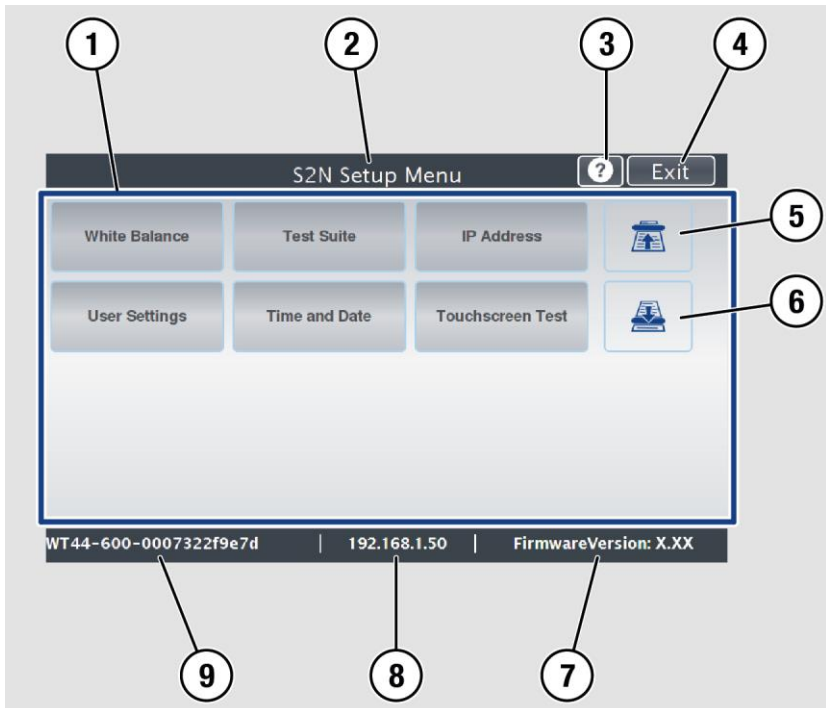 1 2 3 4
S2N Setup Menu ? Exit
White Balance Test Suite IP Address 5
User Settings Time and Date Touchscreen Test 6
WT44-600-0007322f9e7d | 192.168.1.50 | FirmwareVersion: X.XX
9 8 7